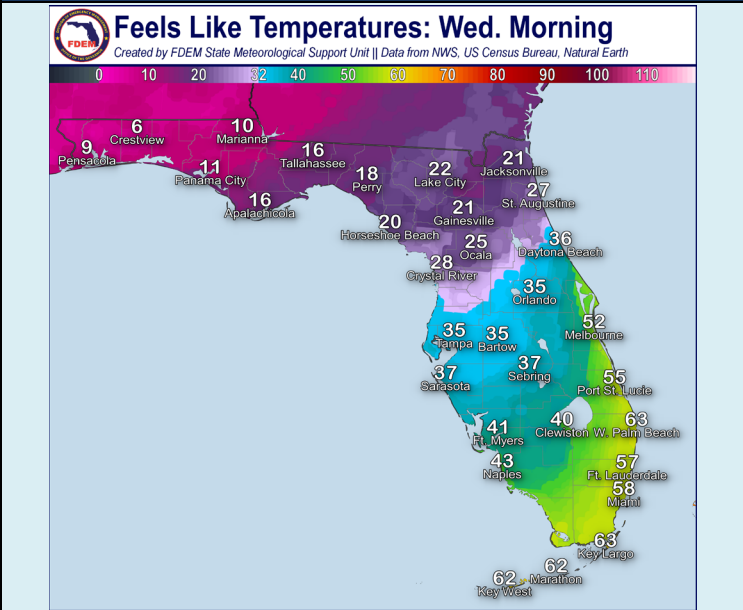 Feels Like Temperatures: Wed. Morning
Created by FDEM State Meteorological Support Unit || Data from NWS, US Census Bureau, Natural Earth
FDEM
0 10 20 32 40 50 60 70 80 90 100 110
9
Pensacola
6
Crestview
10
Marianna
11
Panama City
16
Tallahassee
16
Apalachicola
18
Perry
22
Lake City
21
Jacksonville
27
St. Augustine
21
Gainesville
20
Horseshoe Beach
25
Ocala
36
Daytona Beach
28
Crystal River
35
Orlando
52
Melbourne
35
Tampa
35
Bartow
37
Sebring
37
Sarasota
55
Port St. Lucie
40
Clewiston
63
W. Palm Beach
41
Ft. Myers
43
Naples
57
Ft. Lauderdale
58
Miami
63
Key Largo
62
Marathon
62
Key West